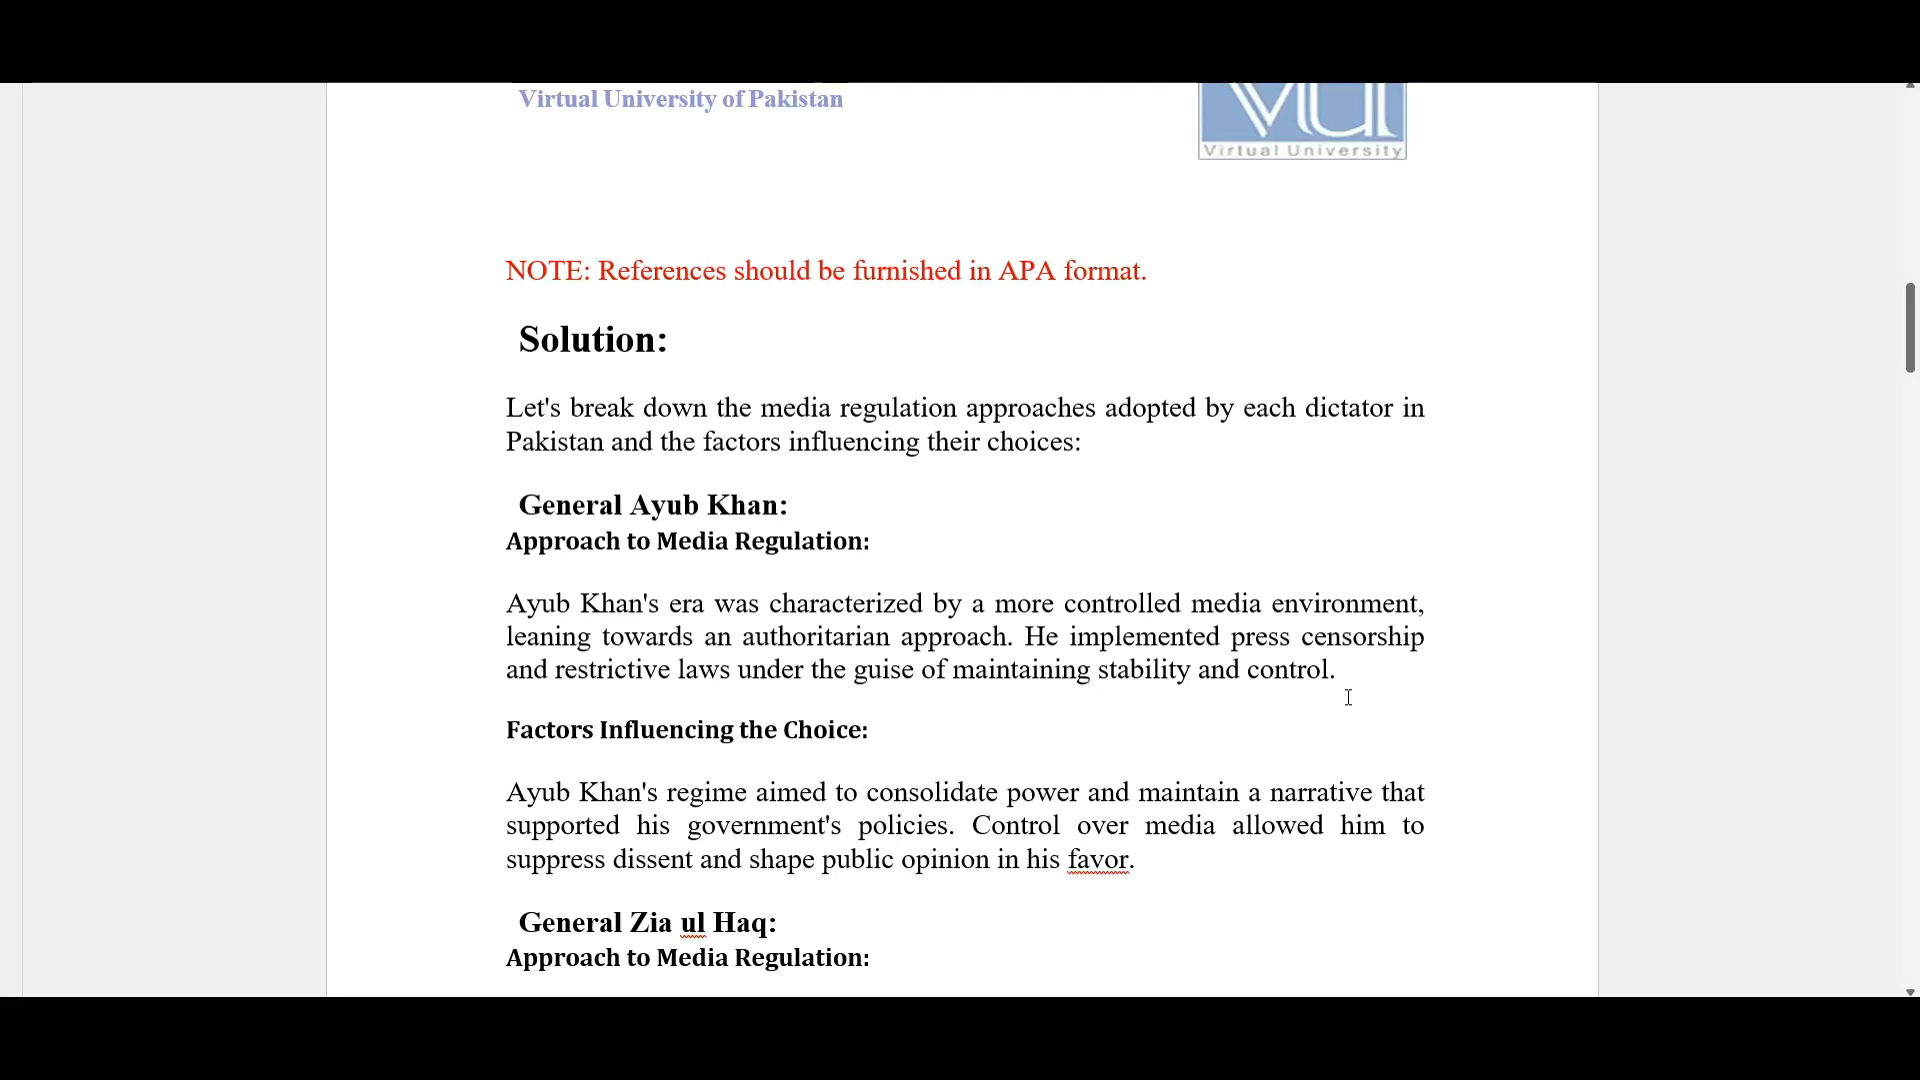 Virtual University of Pakistan
VU
Virtual University
NOTE: References should be furnished in APA format.
Solution:
Let's break down the media regulation approaches adopted by each dictator in
Pakistan and the factors influencing their choices:
General Ayub Khan:
Approach to Media Regulation:
Ayub Khan's era was characterized by a more controlled media environment,
leaning towards an authoritarian approach. He implemented press censorship
and restrictive laws under the guise of maintaining stability and control.
Factors Influencing the Choice:
Ayub Khan's regime aimed to consolidate power and maintain a narrative that
supported his government's policies. Control over media allowed him to
suppress dissent and shape public opinion in his favor.
General Zia ul Haq:
Approach to Media Regulation: